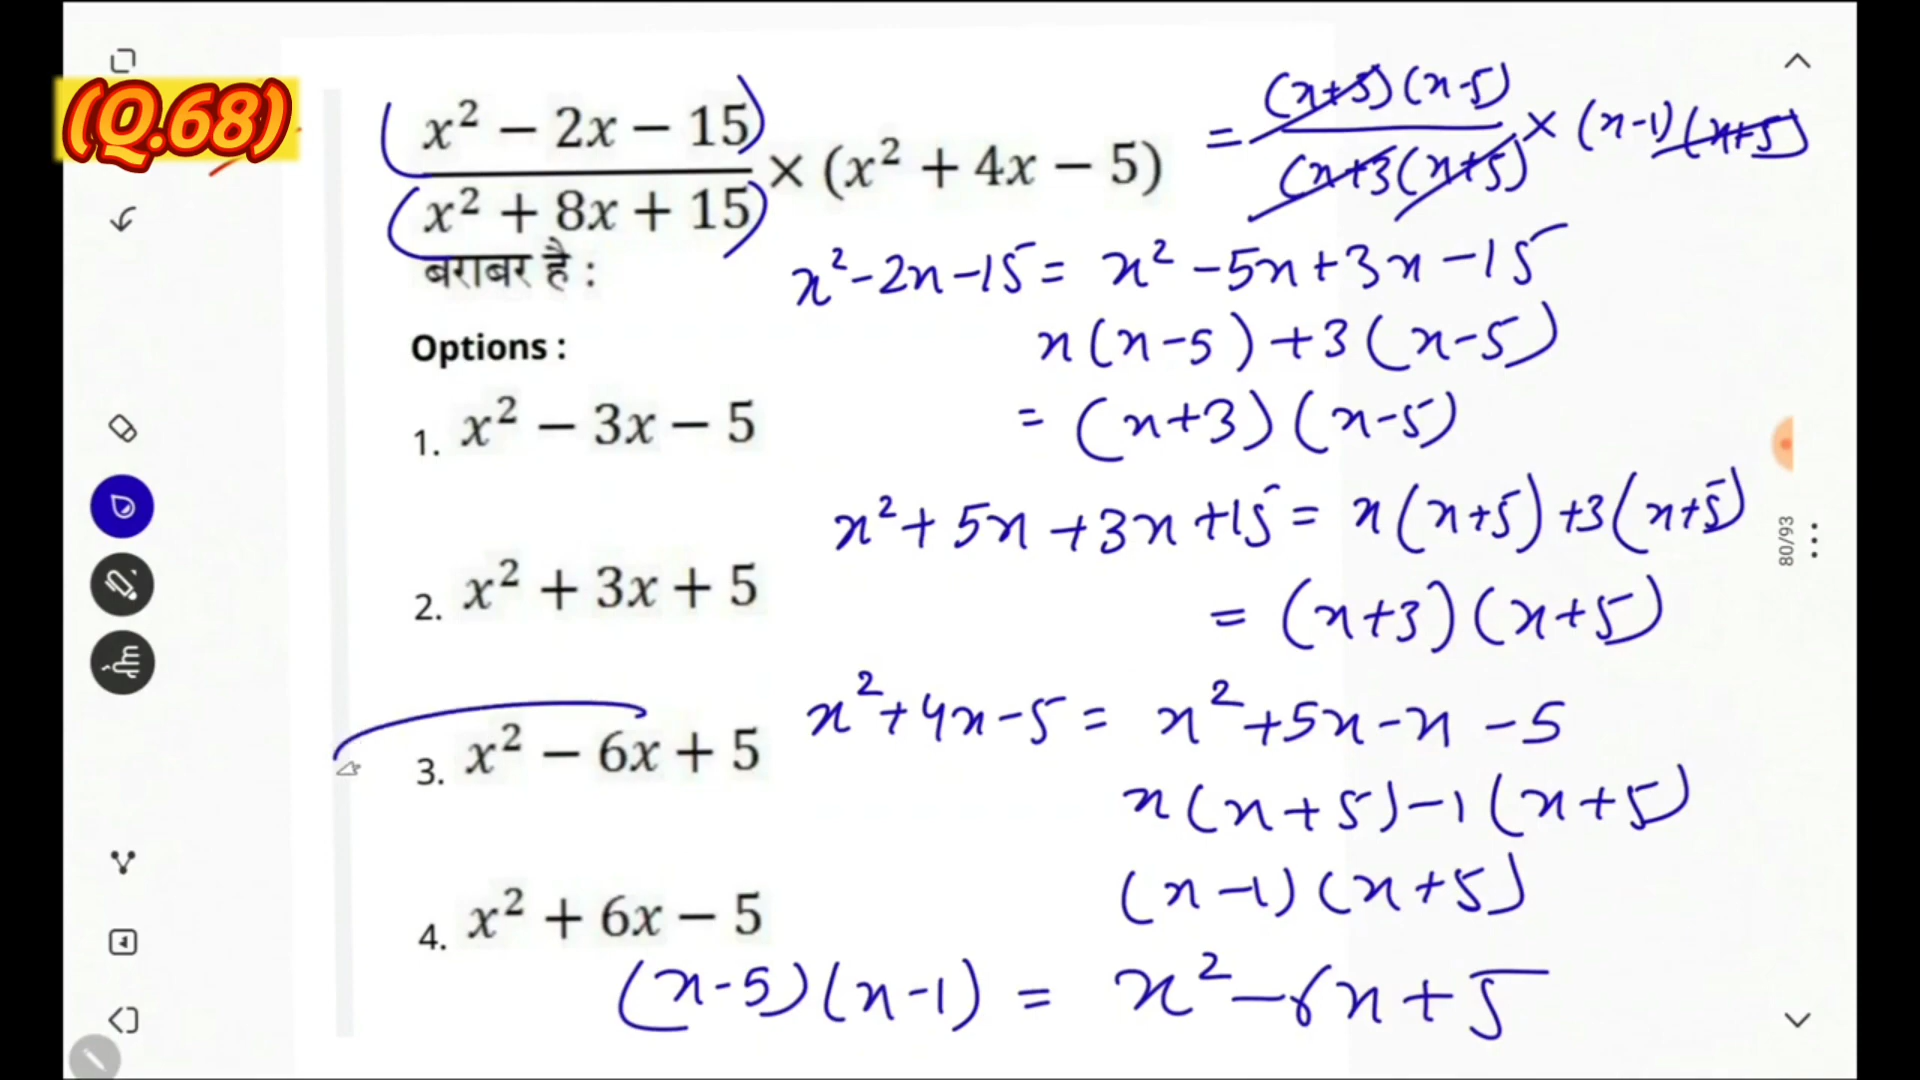 (Q.68)
(x² − 2x − 15)/(x² + 8x + 15) × (x² + 4x − 5) = (x+3)(x-5)/(x+3(x+5) × (x-1)(x+5)
बराबर है :
x²-2x-15 = x²-5x+3x-15
x(x-5)+3(x-5)
= (x+3)(x-5)
x²+5x+3x+15 = x(x+5)+3(x+5)
= (x+3)(x+5)
x²+4x-5 = x²+5x-x-5
x(x+5)-1(x+5)
(x-1)(x+5)
(x-5)(x-1) = x²-6x+5
Options :
1. x² − 3x − 5
2. x² + 3x + 5
3. x² − 6x + 5
4. x² + 6x − 5
80/93